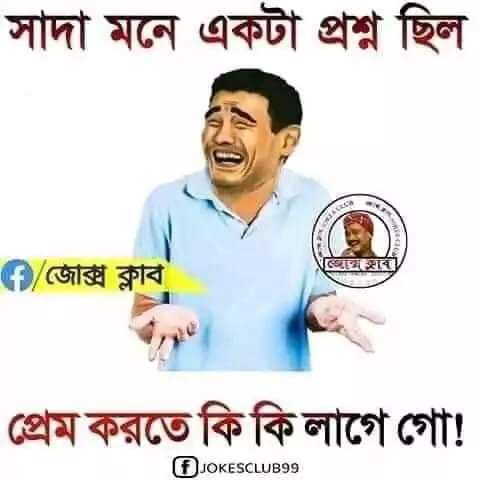 সাদা মনে একটা প্রশ্ন ছিল
জোক্স ক্লাব
f/জোক্স ক্লাব
প্রেম করতে কি কি লাগে গো!
f JOKESCLUB99